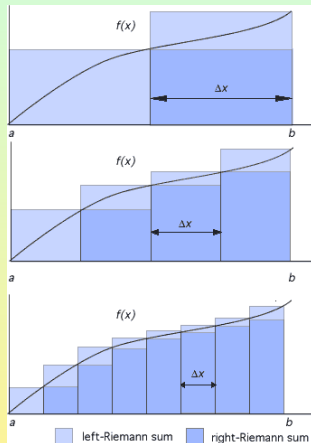 f(x)
Δx
a b
f(x)
Δx
a b
f(x)
Δx
a b
left-Riemann sum right-Riemann sum